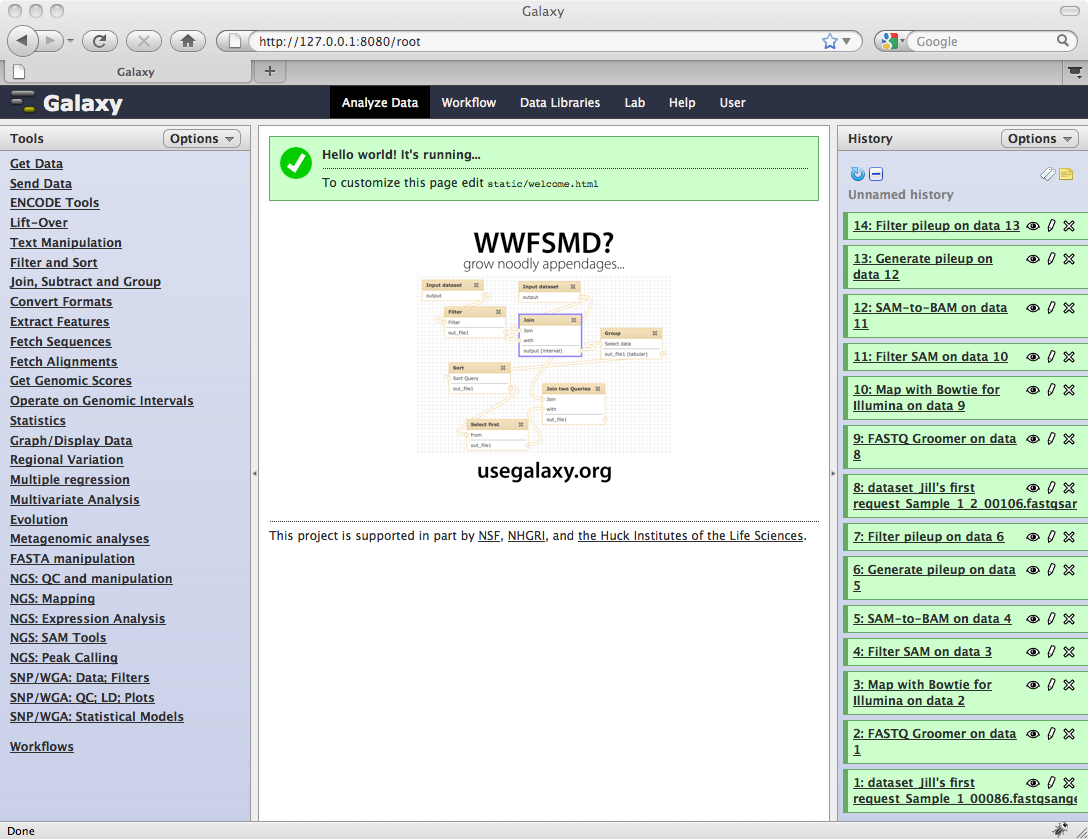 Galaxy
http://127.0.0.1:8080/root
Google
Galaxy
Galaxy
Analyze Data
Workflow
Data Libraries
Lab
Help
User
Tools
Options
Get Data
Send Data
ENCODE Tools
Lift-Over
Text Manipulation
Filter and Sort
Join, Subtract and Group
Convert Formats
Extract Features
Fetch Sequences
Fetch Alignments
Get Genomic Scores
Operate on Genomic Intervals
Statistics
Graph/Display Data
Regional Variation
Multiple regression
Multivariate Analysis
Evolution
Metagenomic analyses
FASTA manipulation
NGS: QC and manipulation
NGS: Mapping
NGS: Expression Analysis
NGS: SAM Tools
NGS: Peak Calling
SNP/WGA: Data; Filters
SNP/WGA: QC; LD; Plots
SNP/WGA: Statistical Models
Workflows
Hello world! It's running...
To customize this page edit static/welcome.html
WWFSMD?
grow noodly appendages...
Input dataset
output
Input dataset
output
Filter
Filter
out_file1
Join
Join
with
output (interval)
Group
Select data
out_file1 (tabular)
Sort
Sort Query
out_file1
Join two Queries
Join
with
out_file1
Select first
from
out_file1
usegalaxy.org
This project is supported in part by NSF, NHGRI, and the Huck Institutes of the Life Sciences.
History
Options
Unnamed history
14: Filter pileup on data 13
13: Generate pileup on
data 12
12: SAM-to-BAM on data
11
11: Filter SAM on data 10
10: Map with Bowtie for
Illumina on data 9
9: FASTQ Groomer on data
8
8: dataset_Jill's first
request_Sample_1_2_00106.fastqsan
7: Filter pileup on data 6
6: Generate pileup on data
5
5: SAM-to-BAM on data 4
4: Filter SAM on data 3
3: Map with Bowtie for
Illumina on data 2
2: FASTQ Groomer on data
1
1: dataset_Jill's first
request_Sample_1_00086.fastqsange
Done